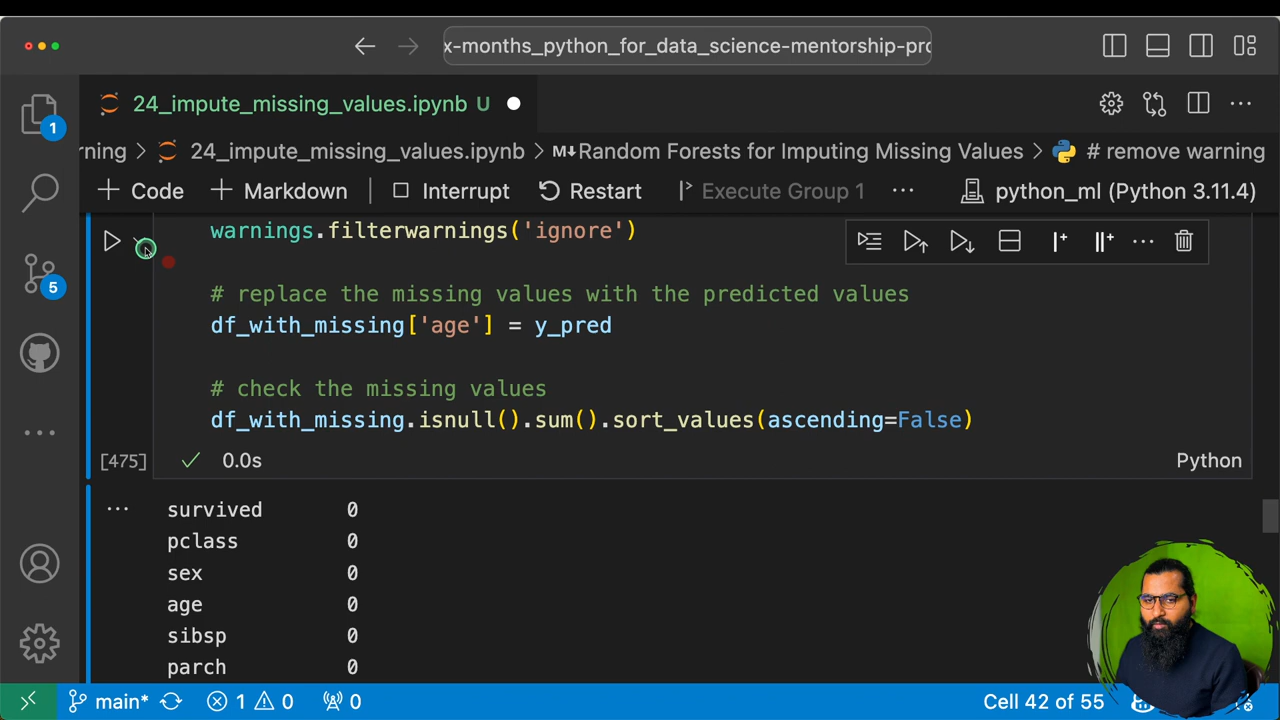 x-months_python_for_data_science-mentorship-pro
24_impute_missing_values.ipynb U
rning > 24_impute_missing_values.ipynb > M↓Random Forests for Imputing Missing Values > # remove warning
+ Code + Markdown Interrupt Restart Execute Group 1 ... python_ml (Python 3.11.4)
1
warnings.filterwarnings('ignore')
5
# replace the missing values with the predicted values
df_with_missing['age'] = y_pred
# check the missing values
df_with_missing.isnull().sum().sort_values(ascending=False)
[475] ✓ 0.0s Python
survived 0
pclass 0
sex 0
age 0
sibsp 0
parch 0
main* 1 0 0 Cell 42 of 55